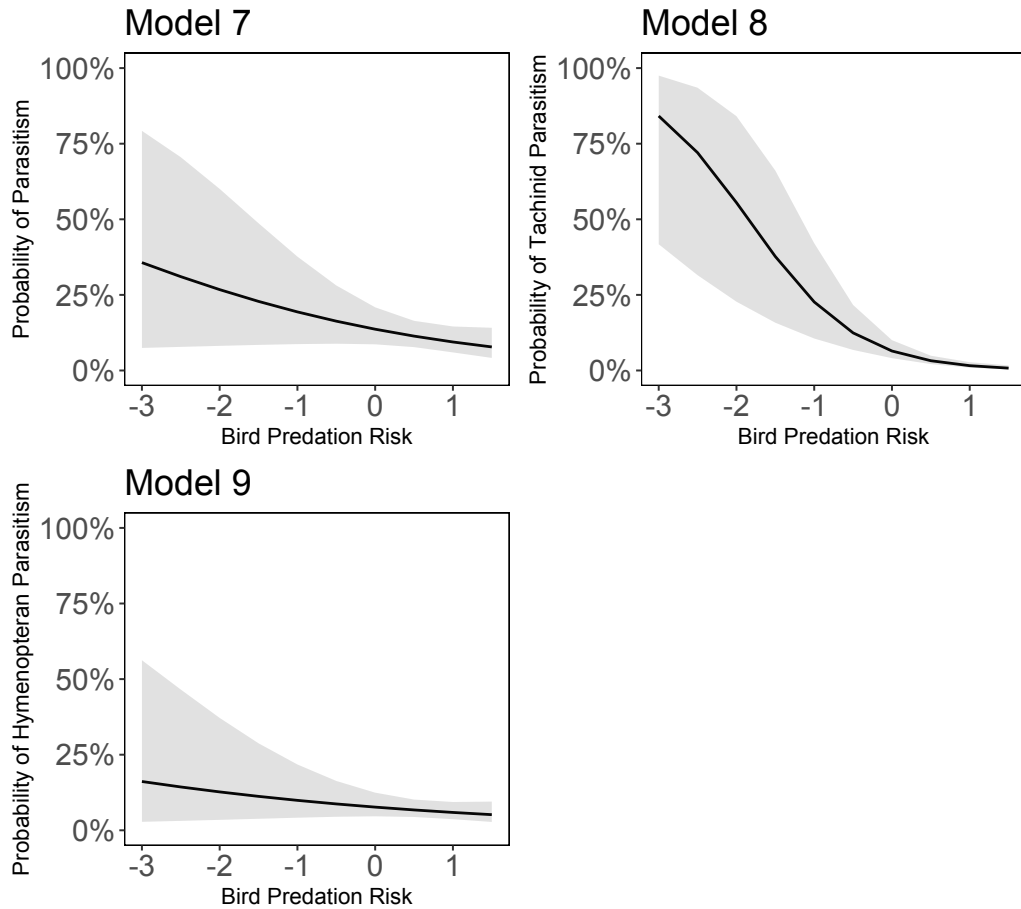 Model 7
Probability of Parasitism
100%
75%
50%
25%
0%
-3 -2 -1 0 1
Bird Predation Risk
Model 8
Probability of Tachinid Parasitism
100%
75%
50%
25%
0%
-3 -2 -1 0 1
Bird Predation Risk
Model 9
Probability of Hymenopteran Parasitism
100%
75%
50%
25%
0%
-3 -2 -1 0 1
Bird Predation Risk